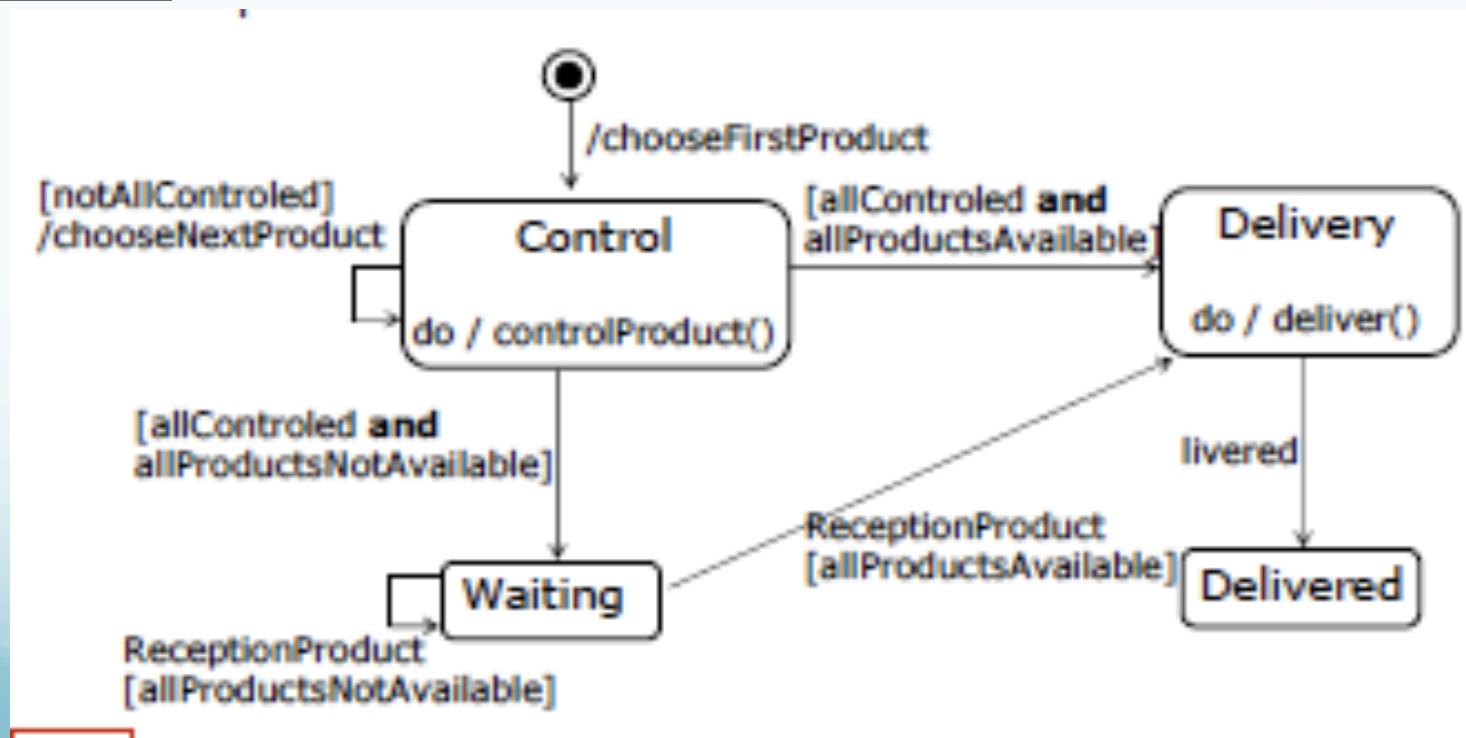 /chooseFirstProduct
[notAllControled]
/chooseNextProduct
Control
do / controlProduct()
[allControled and
allProductsAvailable]
Delivery
do / deliver()
[allControled and
allProductsNotAvailable]
livered
ReceptionProduct
[allProductsAvailable]
Waiting
Delivered
ReceptionProduct
[allProductsNotAvailable]